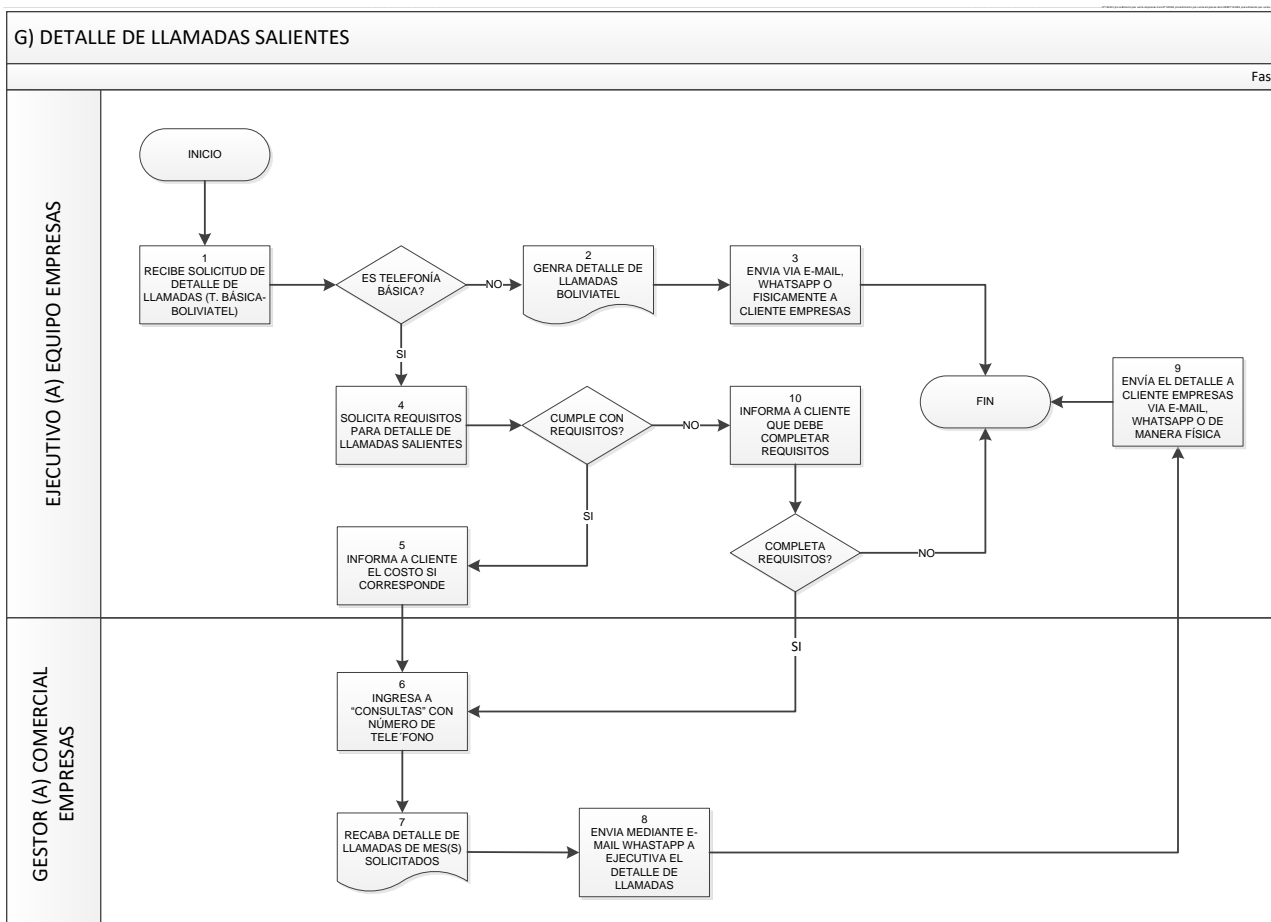 G) DETALLE DE LLAMADAS SALIENTES
Fas
EJECUTIVO (A) EQUIPO EMPRESAS
INICIO
1
RECIBE SOLICITUD DE
DETALLE DE
LLAMADAS (T. BÁSICA-
BOLIVIATEL)
ES TELEFONÍA
BÁSICA?
NO
2
GENRA DETALLE DE
LLAMADAS
BOLIVIATEL
3
ENVIA VIA E-MAIL,
WHATSAPP O
FISICAMENTE A
CLIENTE EMPRESAS
SI
4
SOLICITA REQUISITOS
PARA DETALLE DE
LLAMADAS SALIENTES
CUMPLE CON
REQUISITOS?
NO
10
INFORMA A CLIENTE
QUE DEBE
COMPLETAR
REQUISITOS
FIN
9
ENVÍA EL DETALLE A
CLIENTE EMPRESAS
VIA E-MAIL,
WHATSAPP O DE
MANERA FÍSICA
SI
5
INFORMA A CLIENTE
EL COSTO SI
CORRESPONDE
COMPLETA
REQUISITOS?
NO
SI
GESTOR (A) COMERCIAL
EMPRESAS
6
INGRESA A
“CONSULTAS” CON
NÚMERO DE
TELE´FONO
7
RECABA DETALLE DE
LLAMADAS DE MES(S)
SOLICITADOS
8
ENVIA MEDIANTE E-
MAIL WHASTAPP A
EJECUTIVA EL
DETALLE DE
LLAMADAS